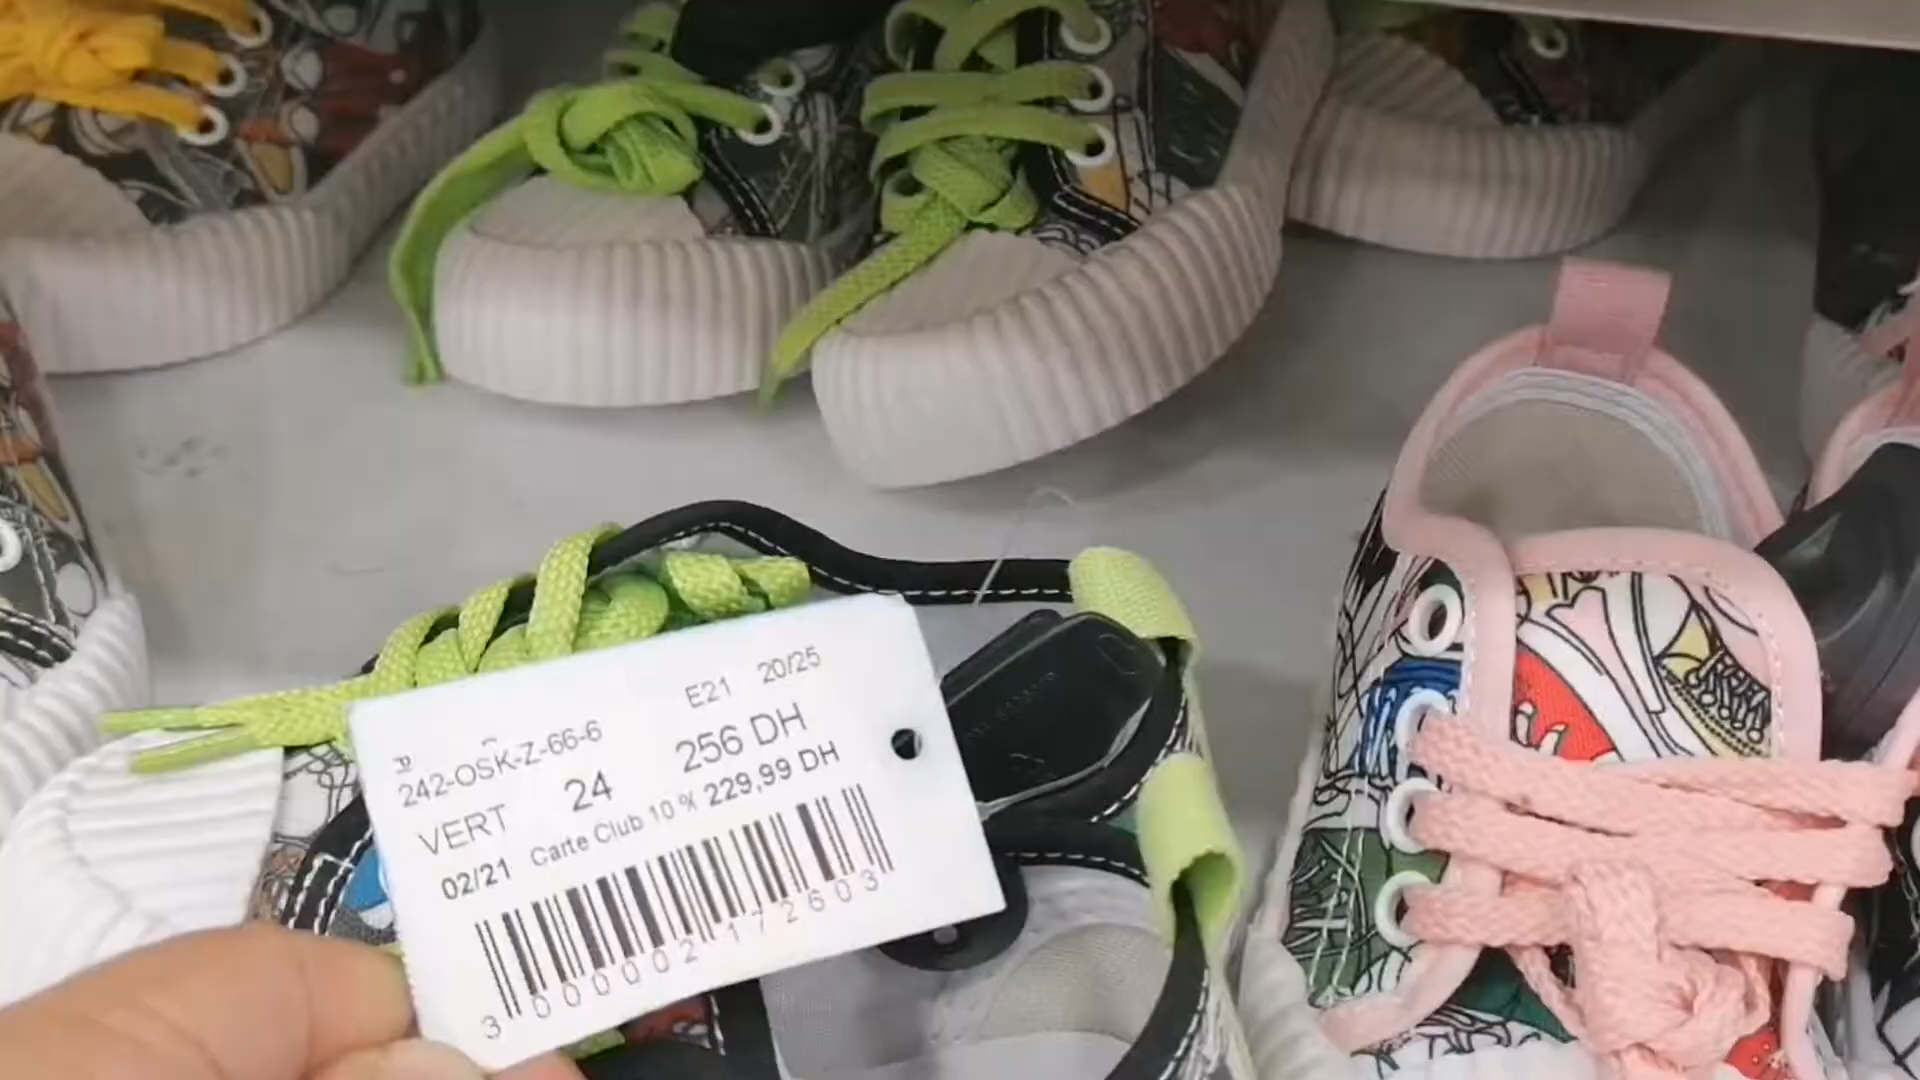 E21 20/25
242-OSK-Z-66-6
VERT 24 256 DH
02/21 Carte Club 10 % 229,99 DH
3 000002 172603